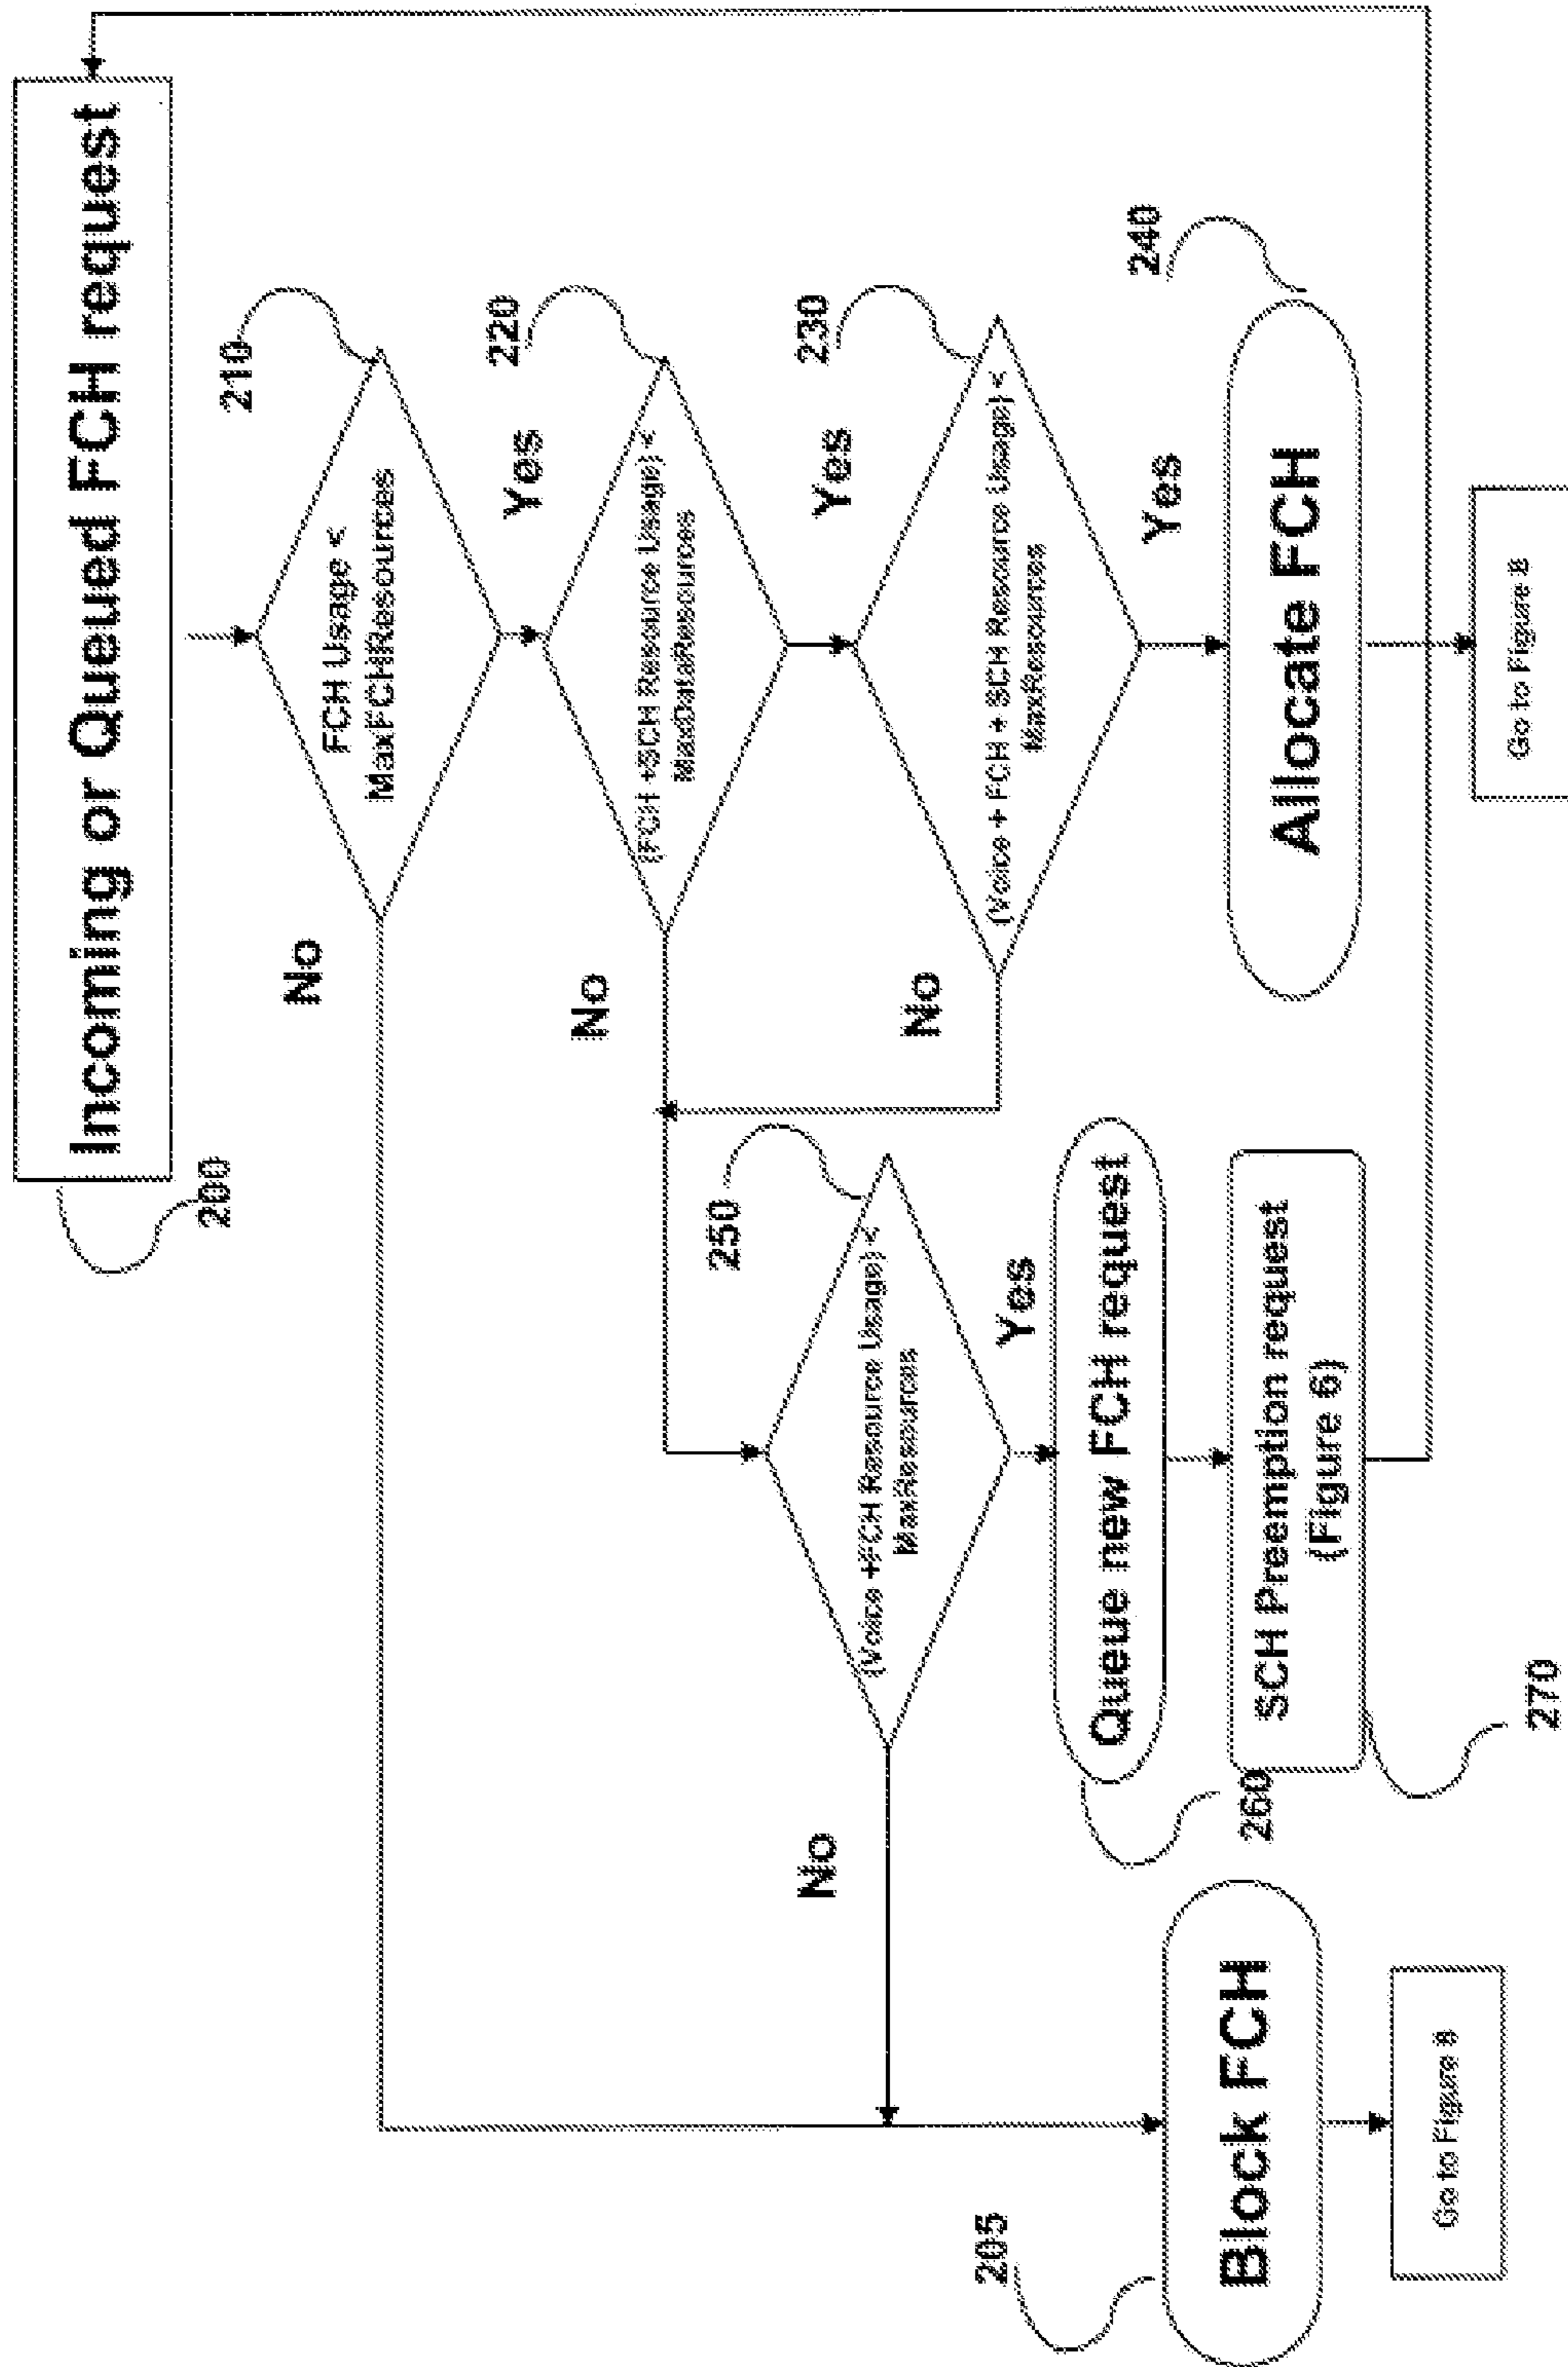 Incoming or Queued FCH request
200
210
FCH Usage <
MaxFCHResources
No
Yes
220
(FCH +SCH Resource Usage) <
MaxDataResources
No
Yes
230
(Voice + FCH + SCH Resource Usage) <
MaxResources
No
Yes
240
Allocate FCH
Go to Figure 8
250
(Voice +FCH Resource Usage) <
MaxResources
No
Yes
Queue new FCH request
260
SCH Preemption request
(Figure 6)
270
205
Block FCH
Go to Figure 8